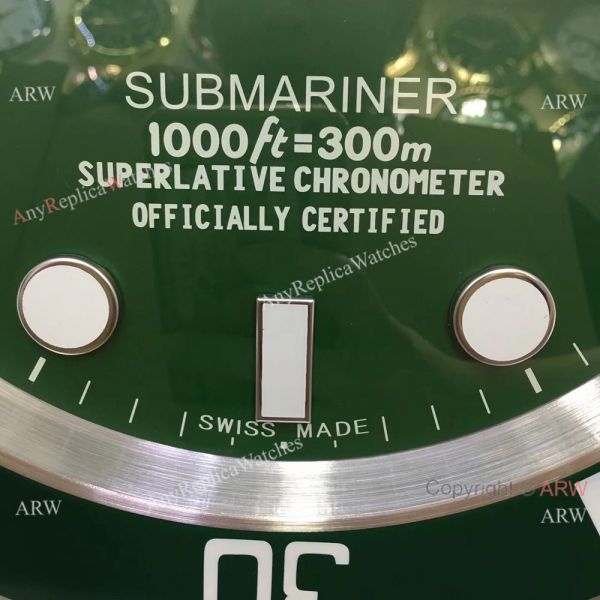 ARW
ARW
SUBMARINER
1000ft=300m
SUPERLATIVE CHRONOMETER
OFFICIALLY CERTIFIED
AnyReplicaWatches
AnyReplicaWatches
SWISS MADE
AnyReplicaWatches
Copyright © ARW
ARW
ARW
30